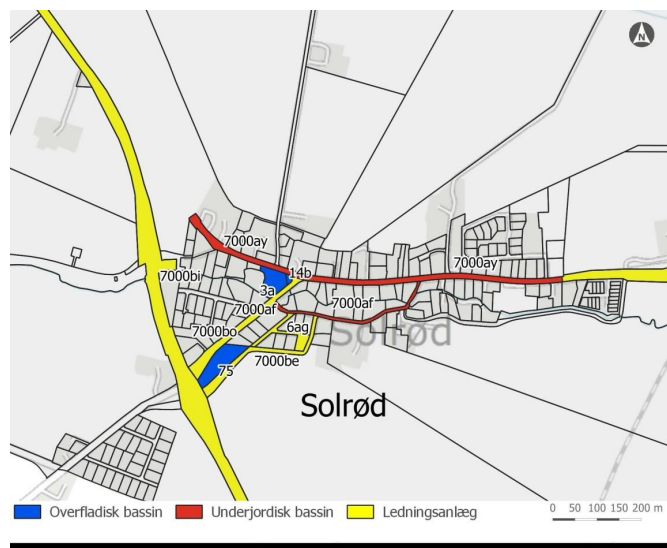 N
7000ay
7000bi
14b
7000ay
3a
7000af
7000af
7000bo
6ag
Solrød
7000be
75
Solrød
Overfladisk bassin
Underjordisk bassin
Ledningsanlæg
0 50 100 150 200 m